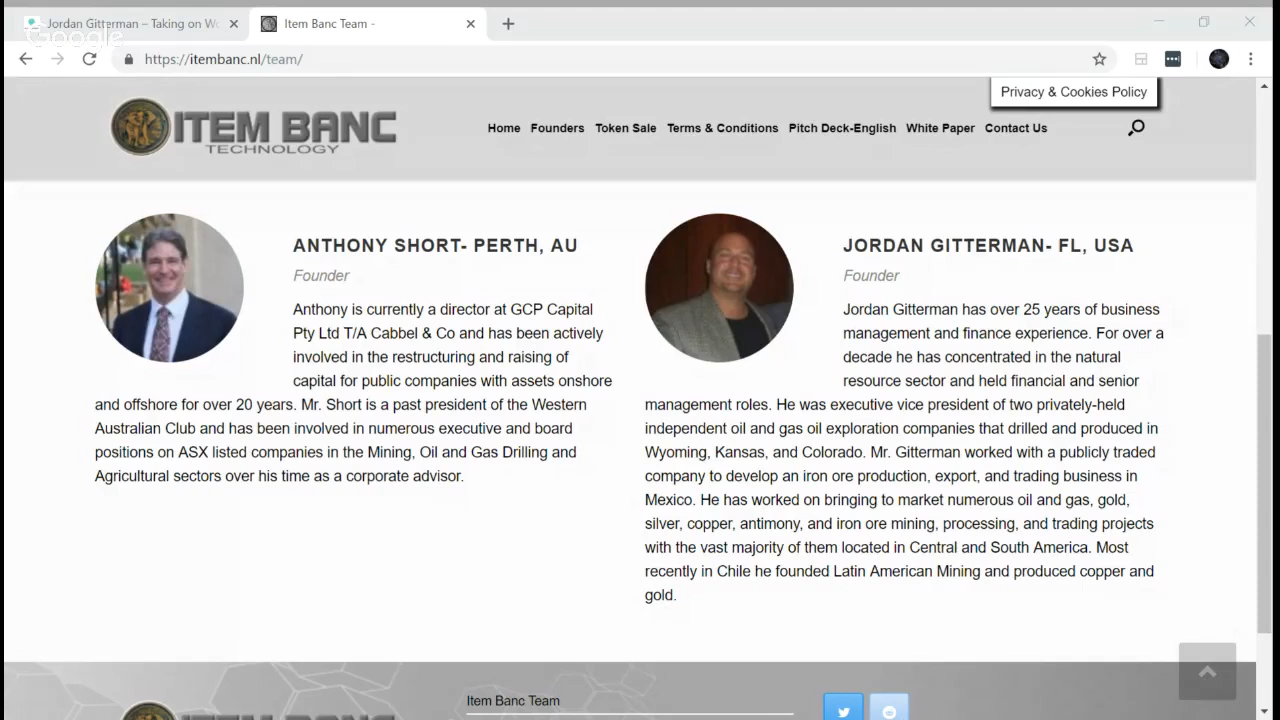 Jordan Gitterman – Taking on Wo
Item Banc Team -
Google
https://itembanc.nl/team/
Privacy & Cookies Policy
ITEM BANC
TECHNOLOGY
Home Founders Token Sale Terms & Conditions Pitch Deck-English White Paper Contact Us
ANTHONY SHORT- PERTH, AU
Founder
Anthony is currently a director at GCP Capital
Pty Ltd T/A Cabbel & Co and has been actively
involved in the restructuring and raising of
capital for public companies with assets onshore
and offshore for over 20 years. Mr. Short is a past president of the Western
Australian Club and has been involved in numerous executive and board
positions on ASX listed companies in the Mining, Oil and Gas Drilling and
Agricultural sectors over his time as a corporate advisor.
JORDAN GITTERMAN- FL, USA
Founder
Jordan Gitterman has over 25 years of business
management and finance experience. For over a
decade he has concentrated in the natural
resource sector and held financial and senior
management roles. He was executive vice president of two privately-held
independent oil and gas oil exploration companies that drilled and produced in
Wyoming, Kansas, and Colorado. Mr. Gitterman worked with a publicly traded
company to develop an iron ore production, export, and trading business in
Mexico. He has worked on bringing to market numerous oil and gas, gold,
silver, copper, antimony, and iron ore mining, processing, and trading projects
with the vast majority of them located in Central and South America. Most
recently in Chile he founded Latin American Mining and produced copper and
gold.
ITEM BANC
Item Banc Team